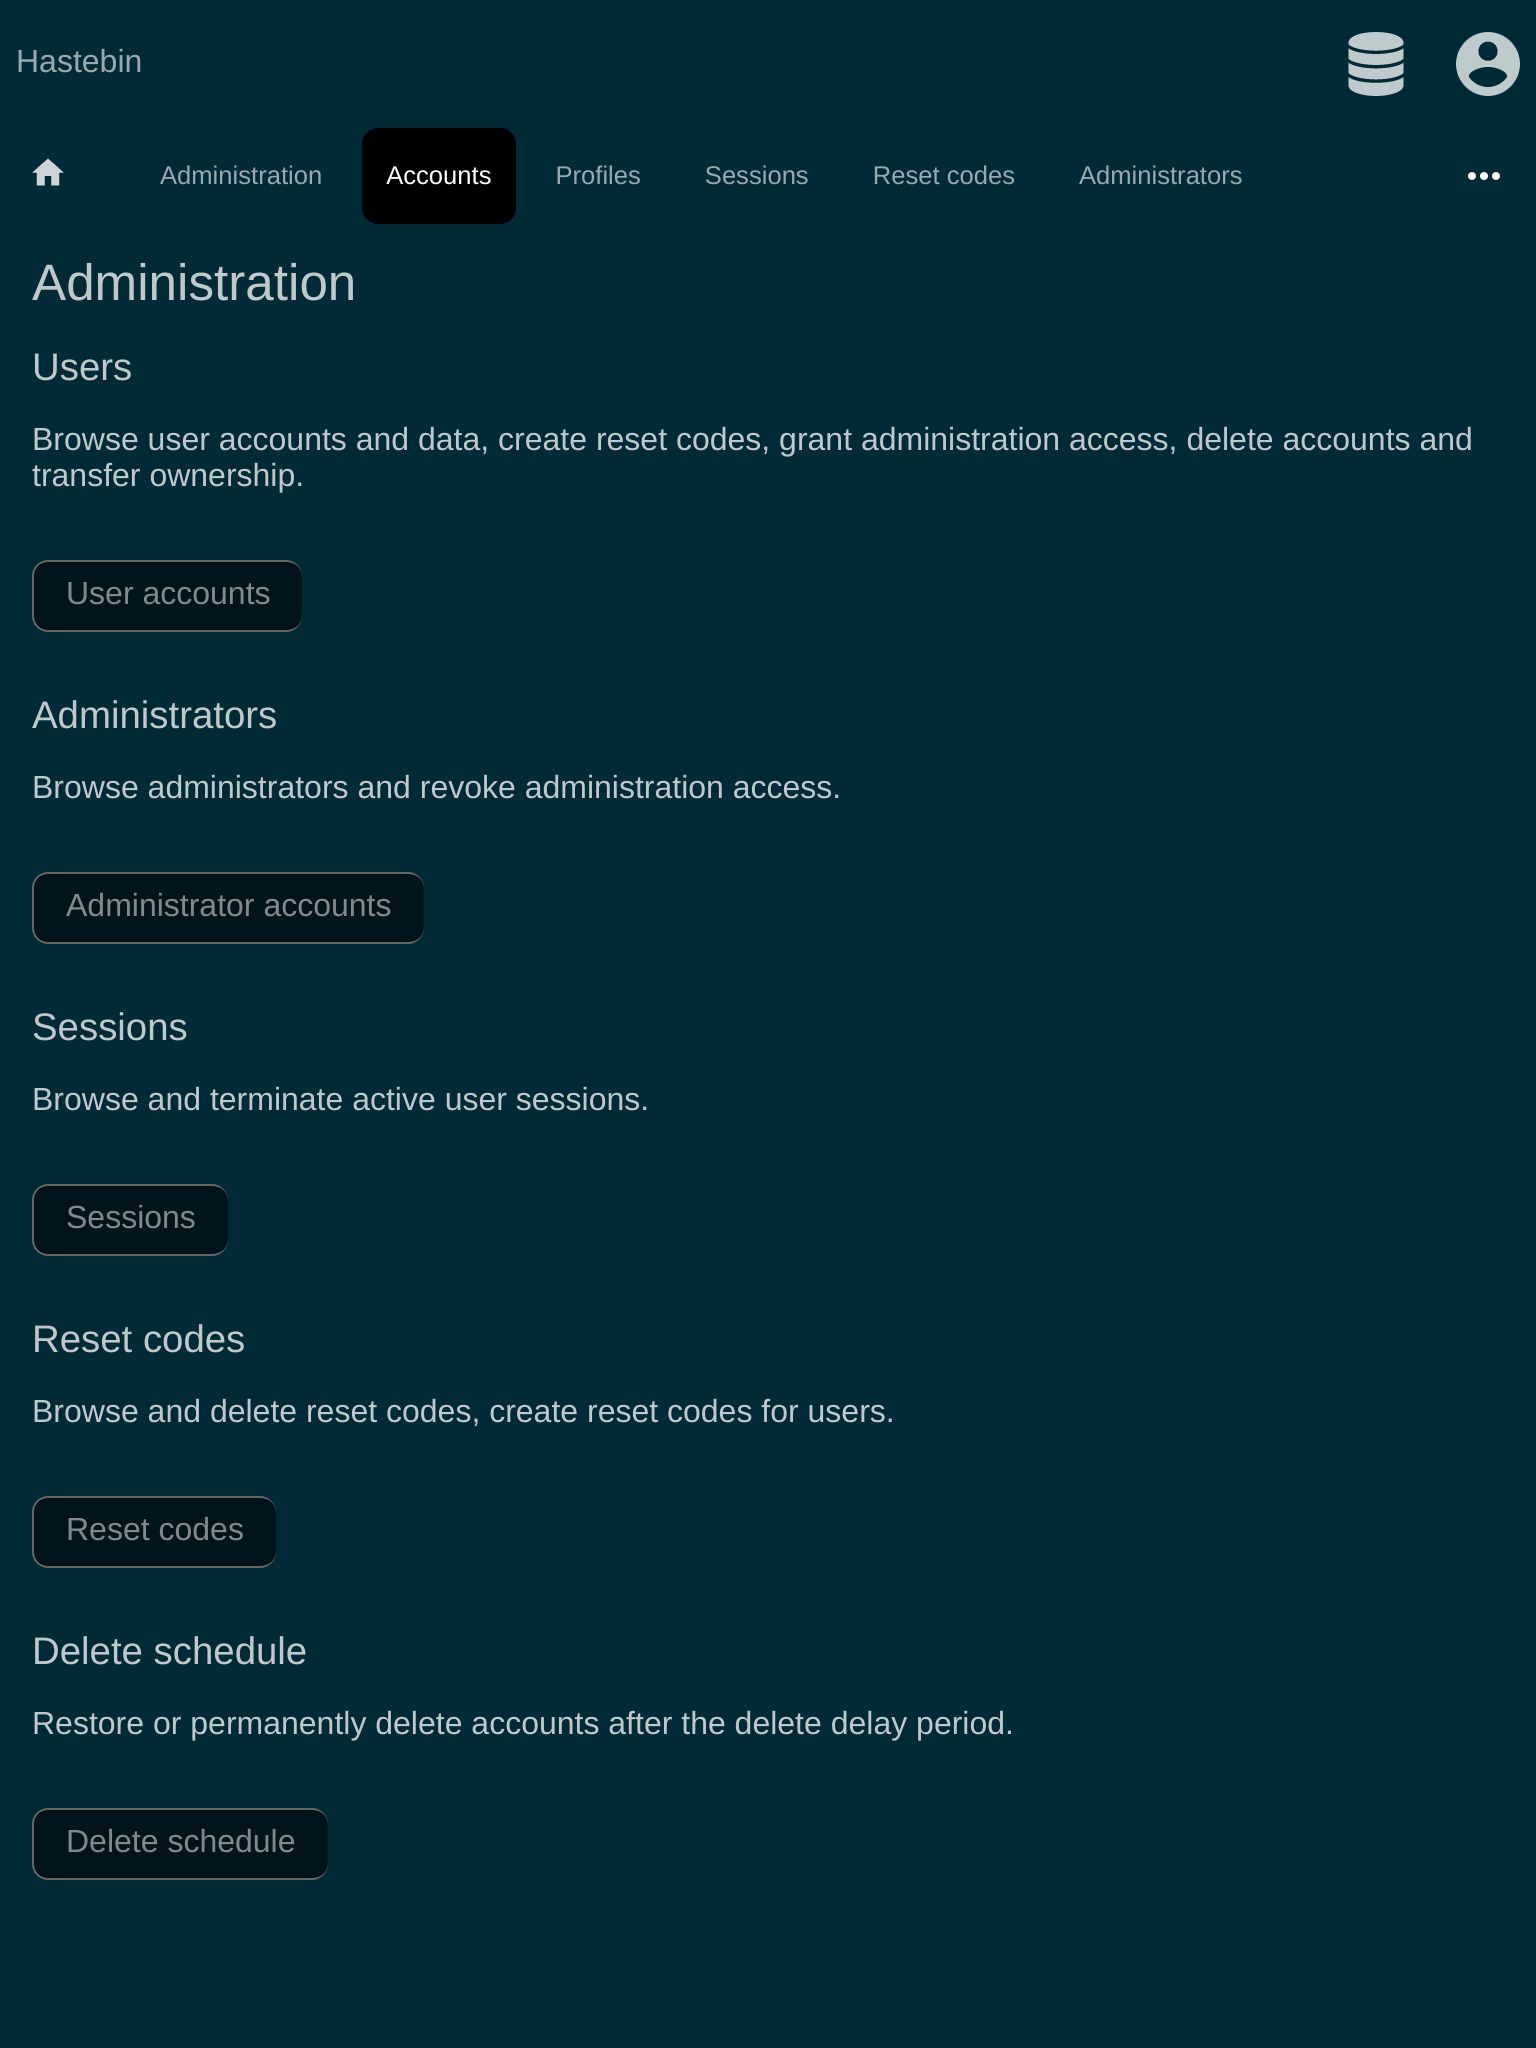 Hastebin
Administration Accounts Profiles Sessions Reset codes Administrators
Administration
Users
Browse user accounts and data, create reset codes, grant administration access, delete accounts and
transfer ownership.
User accounts
Administrators
Browse administrators and revoke administration access.
Administrator accounts
Sessions
Browse and terminate active user sessions.
Sessions
Reset codes
Browse and delete reset codes, create reset codes for users.
Reset codes
Delete schedule
Restore or permanently delete accounts after the delete delay period.
Delete schedule